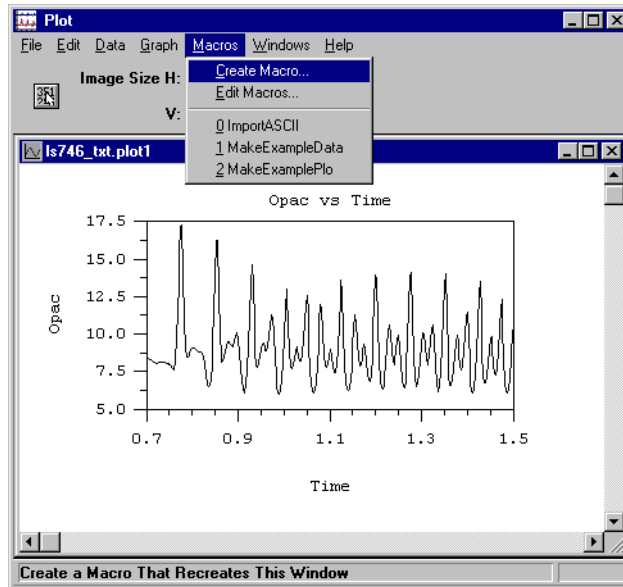 Plot
File Edit Data Graph Macros Windows Help
Image Size H:
V:
Create Macro...
Edit Macros...
0 ImportASCII
1 MakeExampleData
2 MakeExamplePlo
ls746_txt.plot1
Opac vs Time
Opac
17.5
15.0
12.5
10.0
7.5
5.0
0.7 0.9 1.1 1.3 1.5
Time
Create a Macro That Recreates This Window